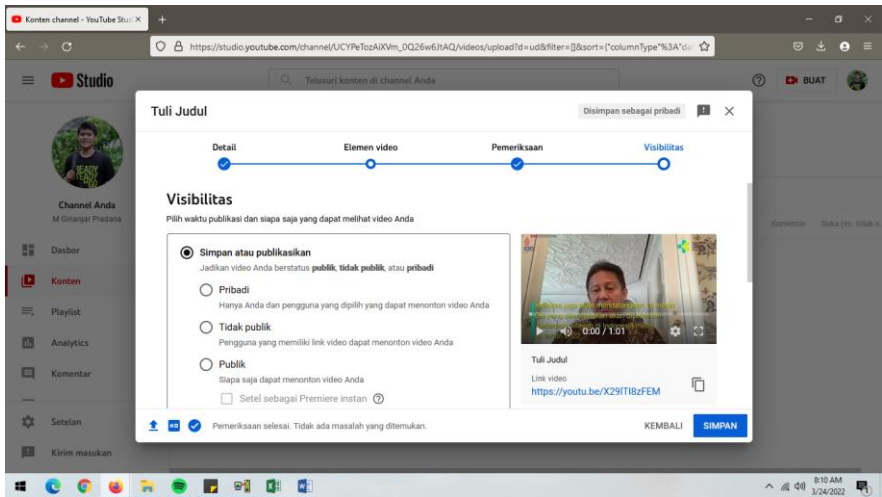 Konten channel - YouTube Stud
https://studio.youtube.com/channel/UCYPeTozAiXVm_0Q26w6JtAQ/videos/upload?d=ud&filter=[]&sort={"columnType"%3A"da
Studio
Telusuri konten di channel Anda
BUAT
Tuli Judul
Disimpan sebagai pribadi
Detail
Elemen video
Pemeriksaan
Visibilitas
READY
Channel Anda
M Ginanjar Pradana
Dasbor
Konten
Playlist
Analytics
Komentar
Setelan
Kirim masukan
Visibilitas
Pilih waktu publikasi dan siapa saja yang dapat melihat video Anda
Simpan atau publikasikan
Jadikan video Anda berstatus publik, tidak publik, atau pribadi
Pribadi
Hanya Anda dan pengguna yang dipilih yang dapat menonton video Anda
Tidak publik
Pengguna yang memiliki link video dapat menonton video Anda
Publik
Siapa saja dapat menonton video Anda
Setel sebagai Premiere instan
0:00 / 1:01
Tuli Judul
Link video
https://youtu.be/X29lTI8zFEM
Komentar
Suka (vs. tidak s
HD
Pemeriksaan selesai. Tidak ada masalah yang ditemukan.
KEMBALI
SIMPAN
8:10 AM
3/24/2022